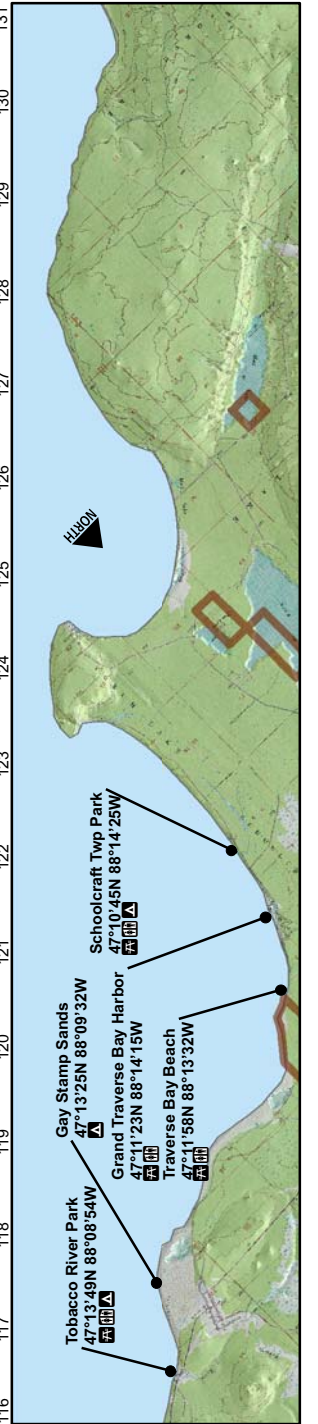 116
117
118
119
120
121
122
123
124
125
126
127
128
129
130
131
Tobacco River Park
47°13'49N 88°08'54W
Gay Stamp Sands
47°13'25N 88°09'32W
Grand Traverse Bay Harbor
47°11'23N 88°14'15W
Traverse Bay Beach
47°11'58N 88°13'32W
Schoolcraft Twp Park
47°10'45N 88°14'25W
NORTH